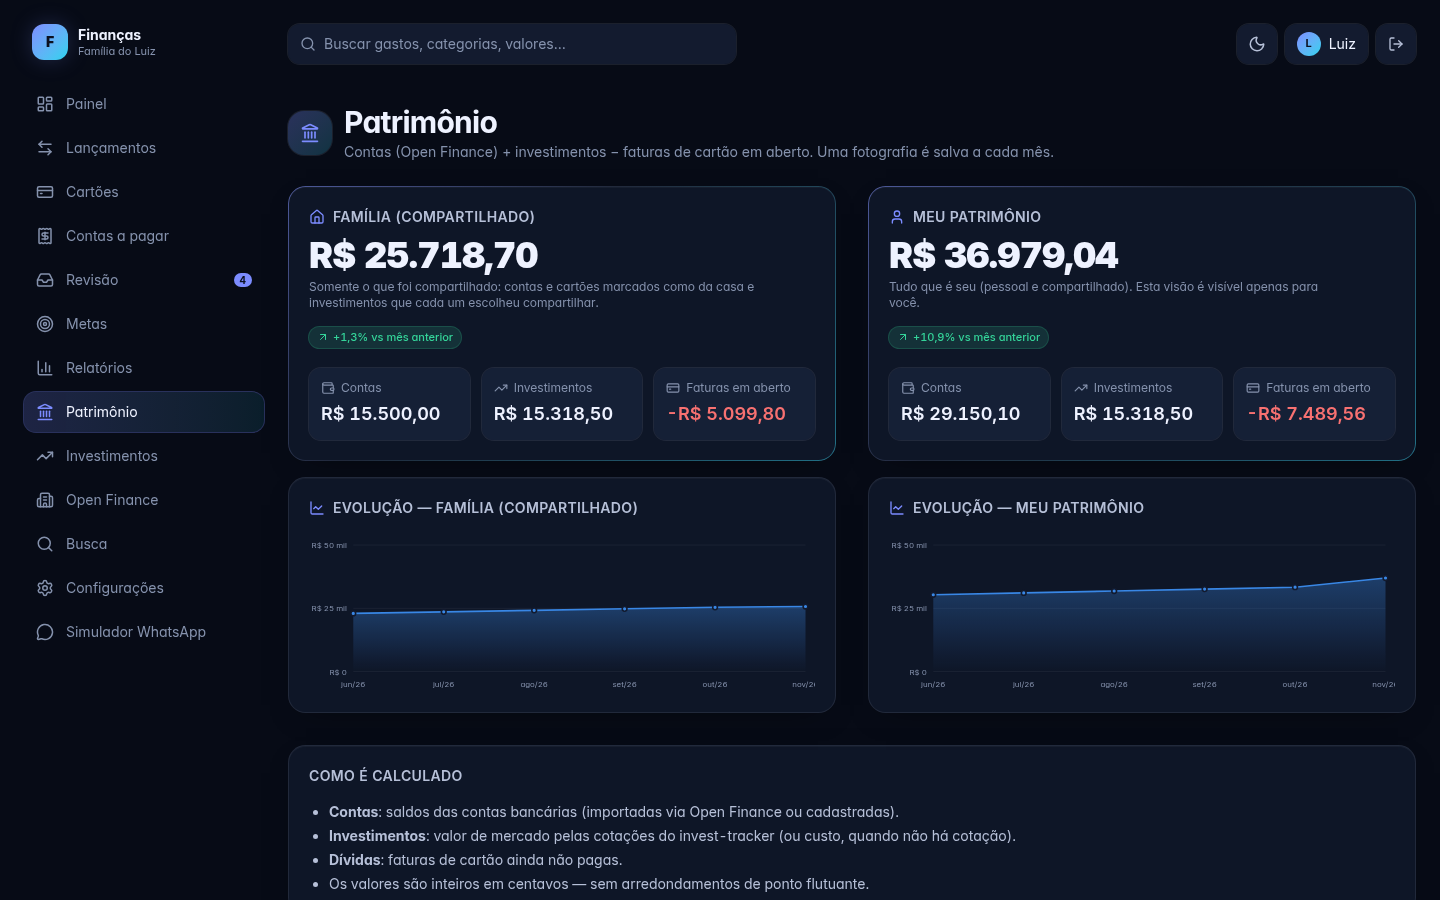 F
Finanças
Família do Luiz
Buscar gastos, categorias, valores...
L
Luiz
Painel
Lançamentos
Cartões
Contas a pagar
Revisão
4
Metas
Relatórios
Patrimônio
Investimentos
Open Finance
Busca
Configurações
Simulador WhatsApp
Patrimônio
Contas (Open Finance) + investimentos − faturas de cartão em aberto. Uma fotografia é salva a cada mês.
FAMÍLIA (COMPARTILHADO)
R$ 25.718,70
Somente o que foi compartilhado: contas e cartões marcados como da casa e
investimentos que cada um escolheu compartilhar.
+1,3% vs mês anterior
Contas
R$ 15.500,00
Investimentos
R$ 15.318,50
Faturas em aberto
-R$ 5.099,80
MEU PATRIMÔNIO
R$ 36.979,04
Tudo que é seu (pessoal e compartilhado). Esta visão é visível apenas para
você.
+10,9% vs mês anterior
Contas
R$ 29.150,10
Investimentos
R$ 15.318,50
Faturas em aberto
-R$ 7.489,56
EVOLUÇÃO — FAMÍLIA (COMPARTILHADO)
R$ 50 mil
R$ 25 mil
R$ 0
jun/26
jul/26
ago/26
set/26
out/26
nov/2
EVOLUÇÃO — MEU PATRIMÔNIO
R$ 50 mil
R$ 25 mil
R$ 0
jun/26
jul/26
ago/26
set/26
out/26
nov/2
COMO É CALCULADO
• Contas: saldos das contas bancárias (importadas via Open Finance ou cadastradas).
• Investimentos: valor de mercado pelas cotações do invest-tracker (ou custo, quando não há cotação).
• Dívidas: faturas de cartão ainda não pagas.
• Os valores são inteiros em centavos — sem arredondamentos de ponto flutuante.